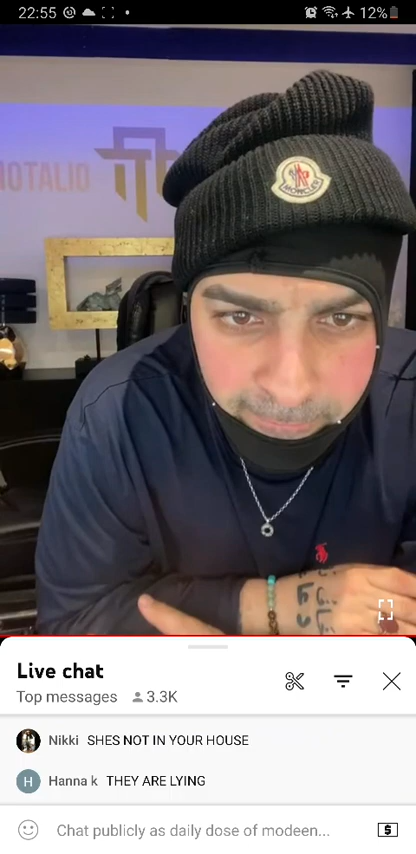 22:55
12%
NOTALIO
MONCLER
Live chat
Top messages 3.3K
Nikki SHES NOT IN YOUR HOUSE
H Hanna k THEY ARE LYING
Chat publicly as daily dose of modeen...
$